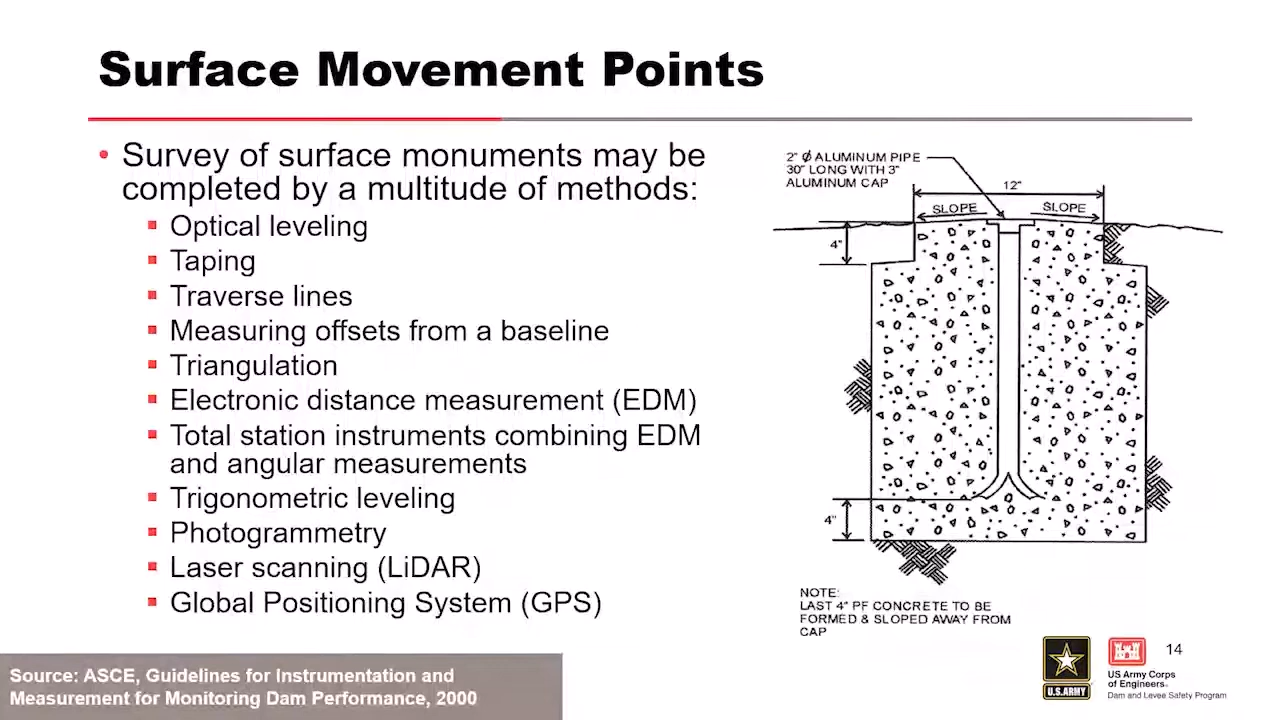 Surface Movement Points
• Survey of surface monuments may be
completed by a multitude of methods:
▪ Optical leveling
▪ Taping
▪ Traverse lines
▪ Measuring offsets from a baseline
▪ Triangulation
▪ Electronic distance measurement (EDM)
▪ Total station instruments combining EDM
and angular measurements
▪ Trigonometric leveling
▪ Photogrammetry
▪ Laser scanning (LiDAR)
▪ Global Positioning System (GPS)
2" Ø ALUMINUM PIPE
30" LONG WITH 3"
ALUMINUM CAP
12"
SLOPE
SLOPE
4"
4"
NOTE:
LAST 4" PF CONCRETE TO BE
FORMED & SLOPED AWAY FROM
CAP
Source: ASCE, Guidelines for Instrumentation and
Measurement for Monitoring Dam Performance, 2000
U.S. ARMY
US Army Corps
of Engineers®
Dam and Levee Safety Program
14